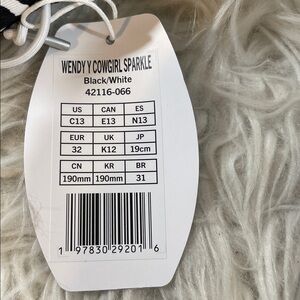 WENDY Y COWGIRL SPARKLE
Black/White
42116-066
US CAN ES
C13 E13 N13
EUR UK JP
32 K12 19cm
CN KR BR
190mm 190mm 31
1 97830 29201 6